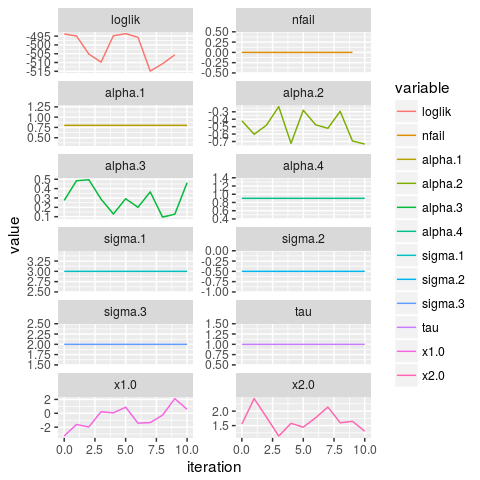 loglik nfail
-495 0.50
-500 0.25
-505 0.00
-510 -0.25
-515 -0.50
alpha.1 alpha.2
1.25 -0.3
1.00 -0.4
0.75 -0.5
0.50 -0.6
-0.7
alpha.3 alpha.4
0.5 1.4
0.4 1.2
0.3 1.0
0.2 0.8
0.1 0.6
0.4
sigma.1 sigma.2
3.25 0.00
3.00 -0.25
2.75 -0.50
2.50 -0.75
-1.00
sigma.3 tau
2.50 1.50
2.25 1.25
2.00 1.00
1.75 0.75
1.50 0.50
x1.0 x2.0
2 2.0
0 1.5
-2
0.0 2.5 5.0 7.5 10.0 0.0 2.5 5.0 7.5 10.0
iteration
value
variable
loglik
nfail
alpha.1
alpha.2
alpha.3
alpha.4
sigma.1
sigma.2
sigma.3
tau
x1.0
x2.0